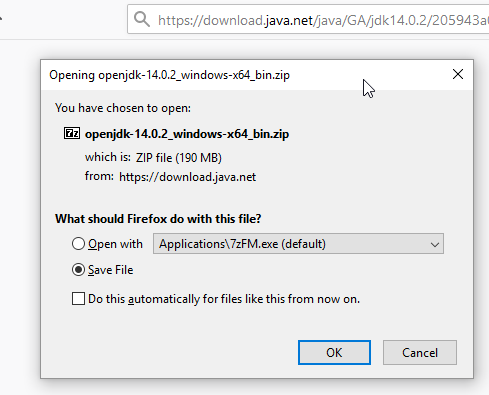 https://download.java.net/java/GA/jdk14.0.2/205943a0
Opening openjdk-14.0.2_windows-x64_bin.zip
You have chosen to open:
7z openjdk-14.0.2_windows-x64_bin.zip
which is: ZIP file (190 MB)
from: https://download.java.net
What should Firefox do with this file?
Open with Applications\7zFM.exe (default)
Save File
Do this automatically for files like this from now on.
OK Cancel